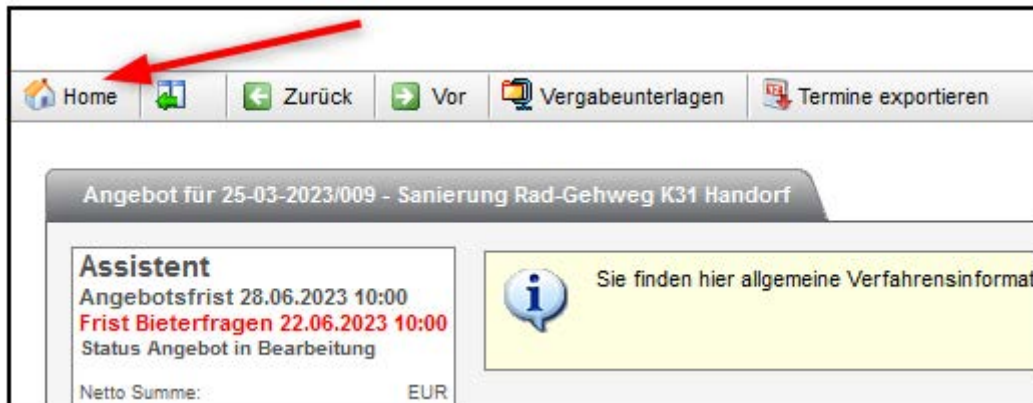 Home Zurück Vor Vergabeunterlagen Termine exportieren
Angebot für 25-03-2023/009 - Sanierung Rad-Gehweg K31 Handorf
Assistent
Angebotsfrist 28.06.2023 10:00
Frist Bieterfragen 22.06.2023 10:00
Status Angebot in Bearbeitung
Netto Summe: EUR
Sie finden hier allgemeine Verfahrensinformat